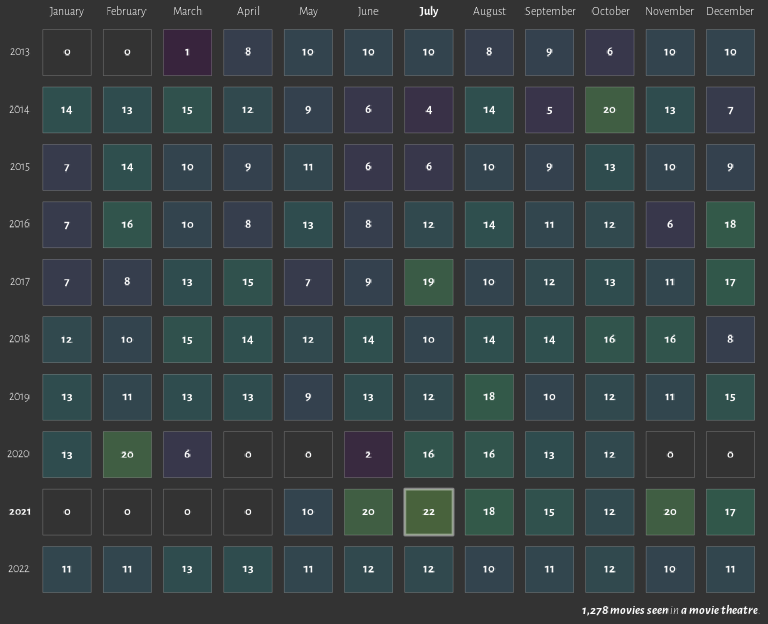 January February March April May June July August September October November December
2013 0 0 1 8 10 10 10 8 9 6 10 10
2014 14 13 15 12 9 6 4 14 5 20 13 7
2015 7 14 10 9 11 6 6 10 9 13 10 9
2016 7 16 10 8 13 8 12 14 11 12 6 18
2017 7 8 13 15 7 9 19 10 12 13 11 17
2018 12 10 15 14 12 14 10 14 14 16 16 8
2019 13 11 13 13 9 13 12 18 10 12 11 15
2020 13 20 6 0 0 2 16 16 13 12 0 0
2021 0 0 0 0 10 20 22 18 15 12 20 17
2022 11 11 13 13 11 12 12 10 11 12 10 11
1,278 movies seen in a movie theatre.